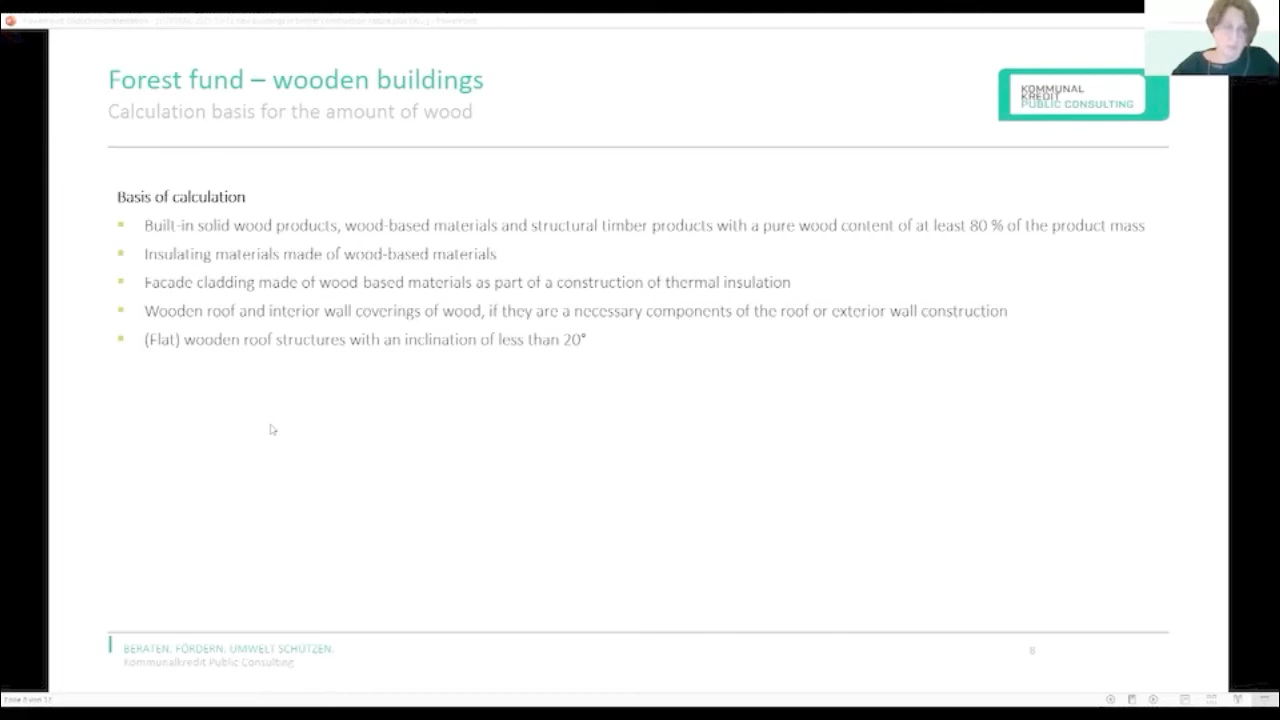 Forest fund – wooden buildings
Calculation basis for the amount of wood
KOMMUNAL
KREDIT
PUBLIC CONSULTING
Basis of calculation
Built-in solid wood products, wood-based materials and structural timber products with a pure wood content of at least 80 % of the product mass
Insulating materials made of wood-based materials
Facade cladding made of wood based materials as part of a construction of thermal insulation
Wooden roof and interior wall coverings of wood, if they are a necessary components of the roof or exterior wall construction
(Flat) wooden roof structures with an inclination of less than 20°
BERATEN. FÖRDERN. UMWELT SCHÜTZEN.
Kommunalkredit Public Consulting
8